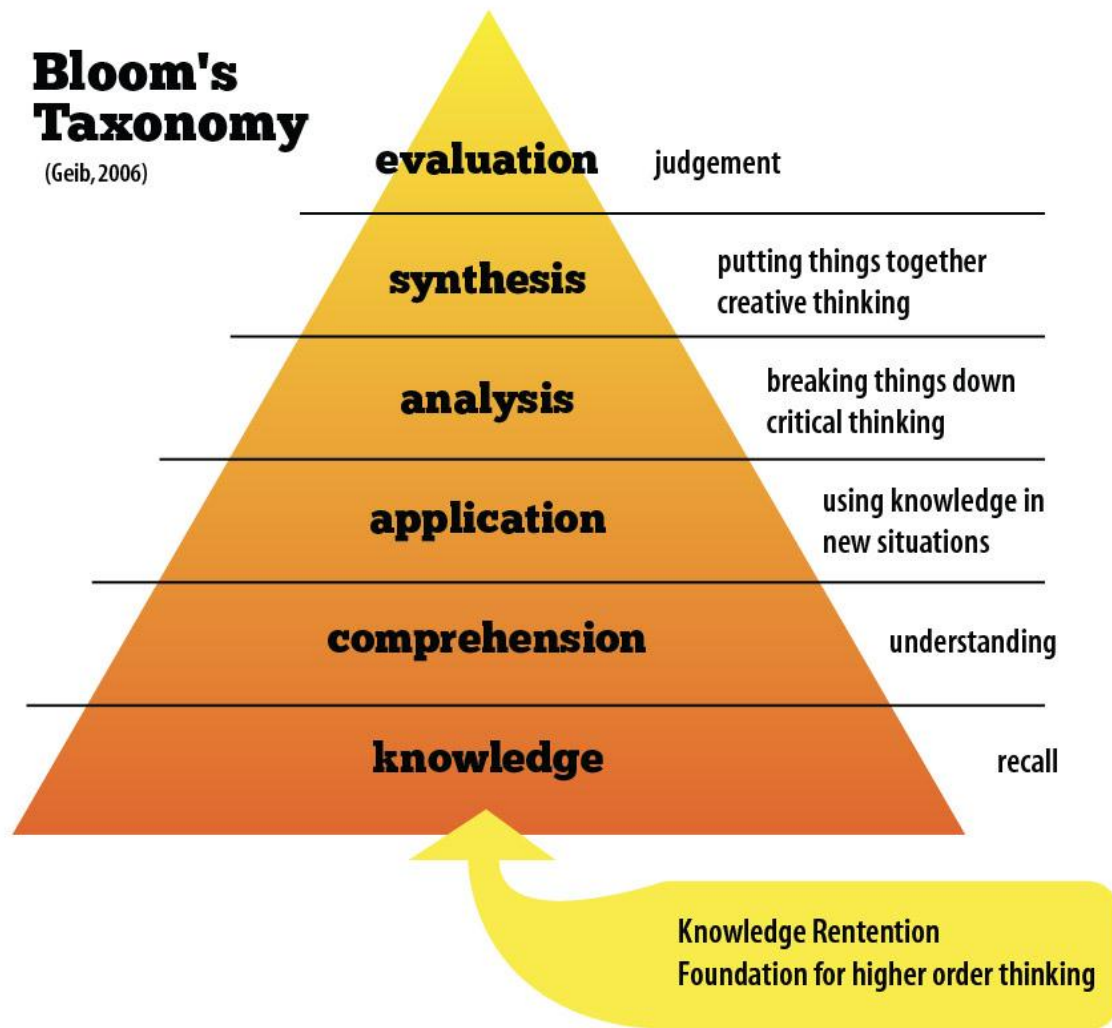 Bloom's
Taxonomy
(Geib, 2006)
evaluation judgement
synthesis putting things together
creative thinking
analysis breaking things down
critical thinking
application using knowledge in
new situations
comprehension understanding
knowledge recall
Knowledge Rentention
Foundation for higher order thinking